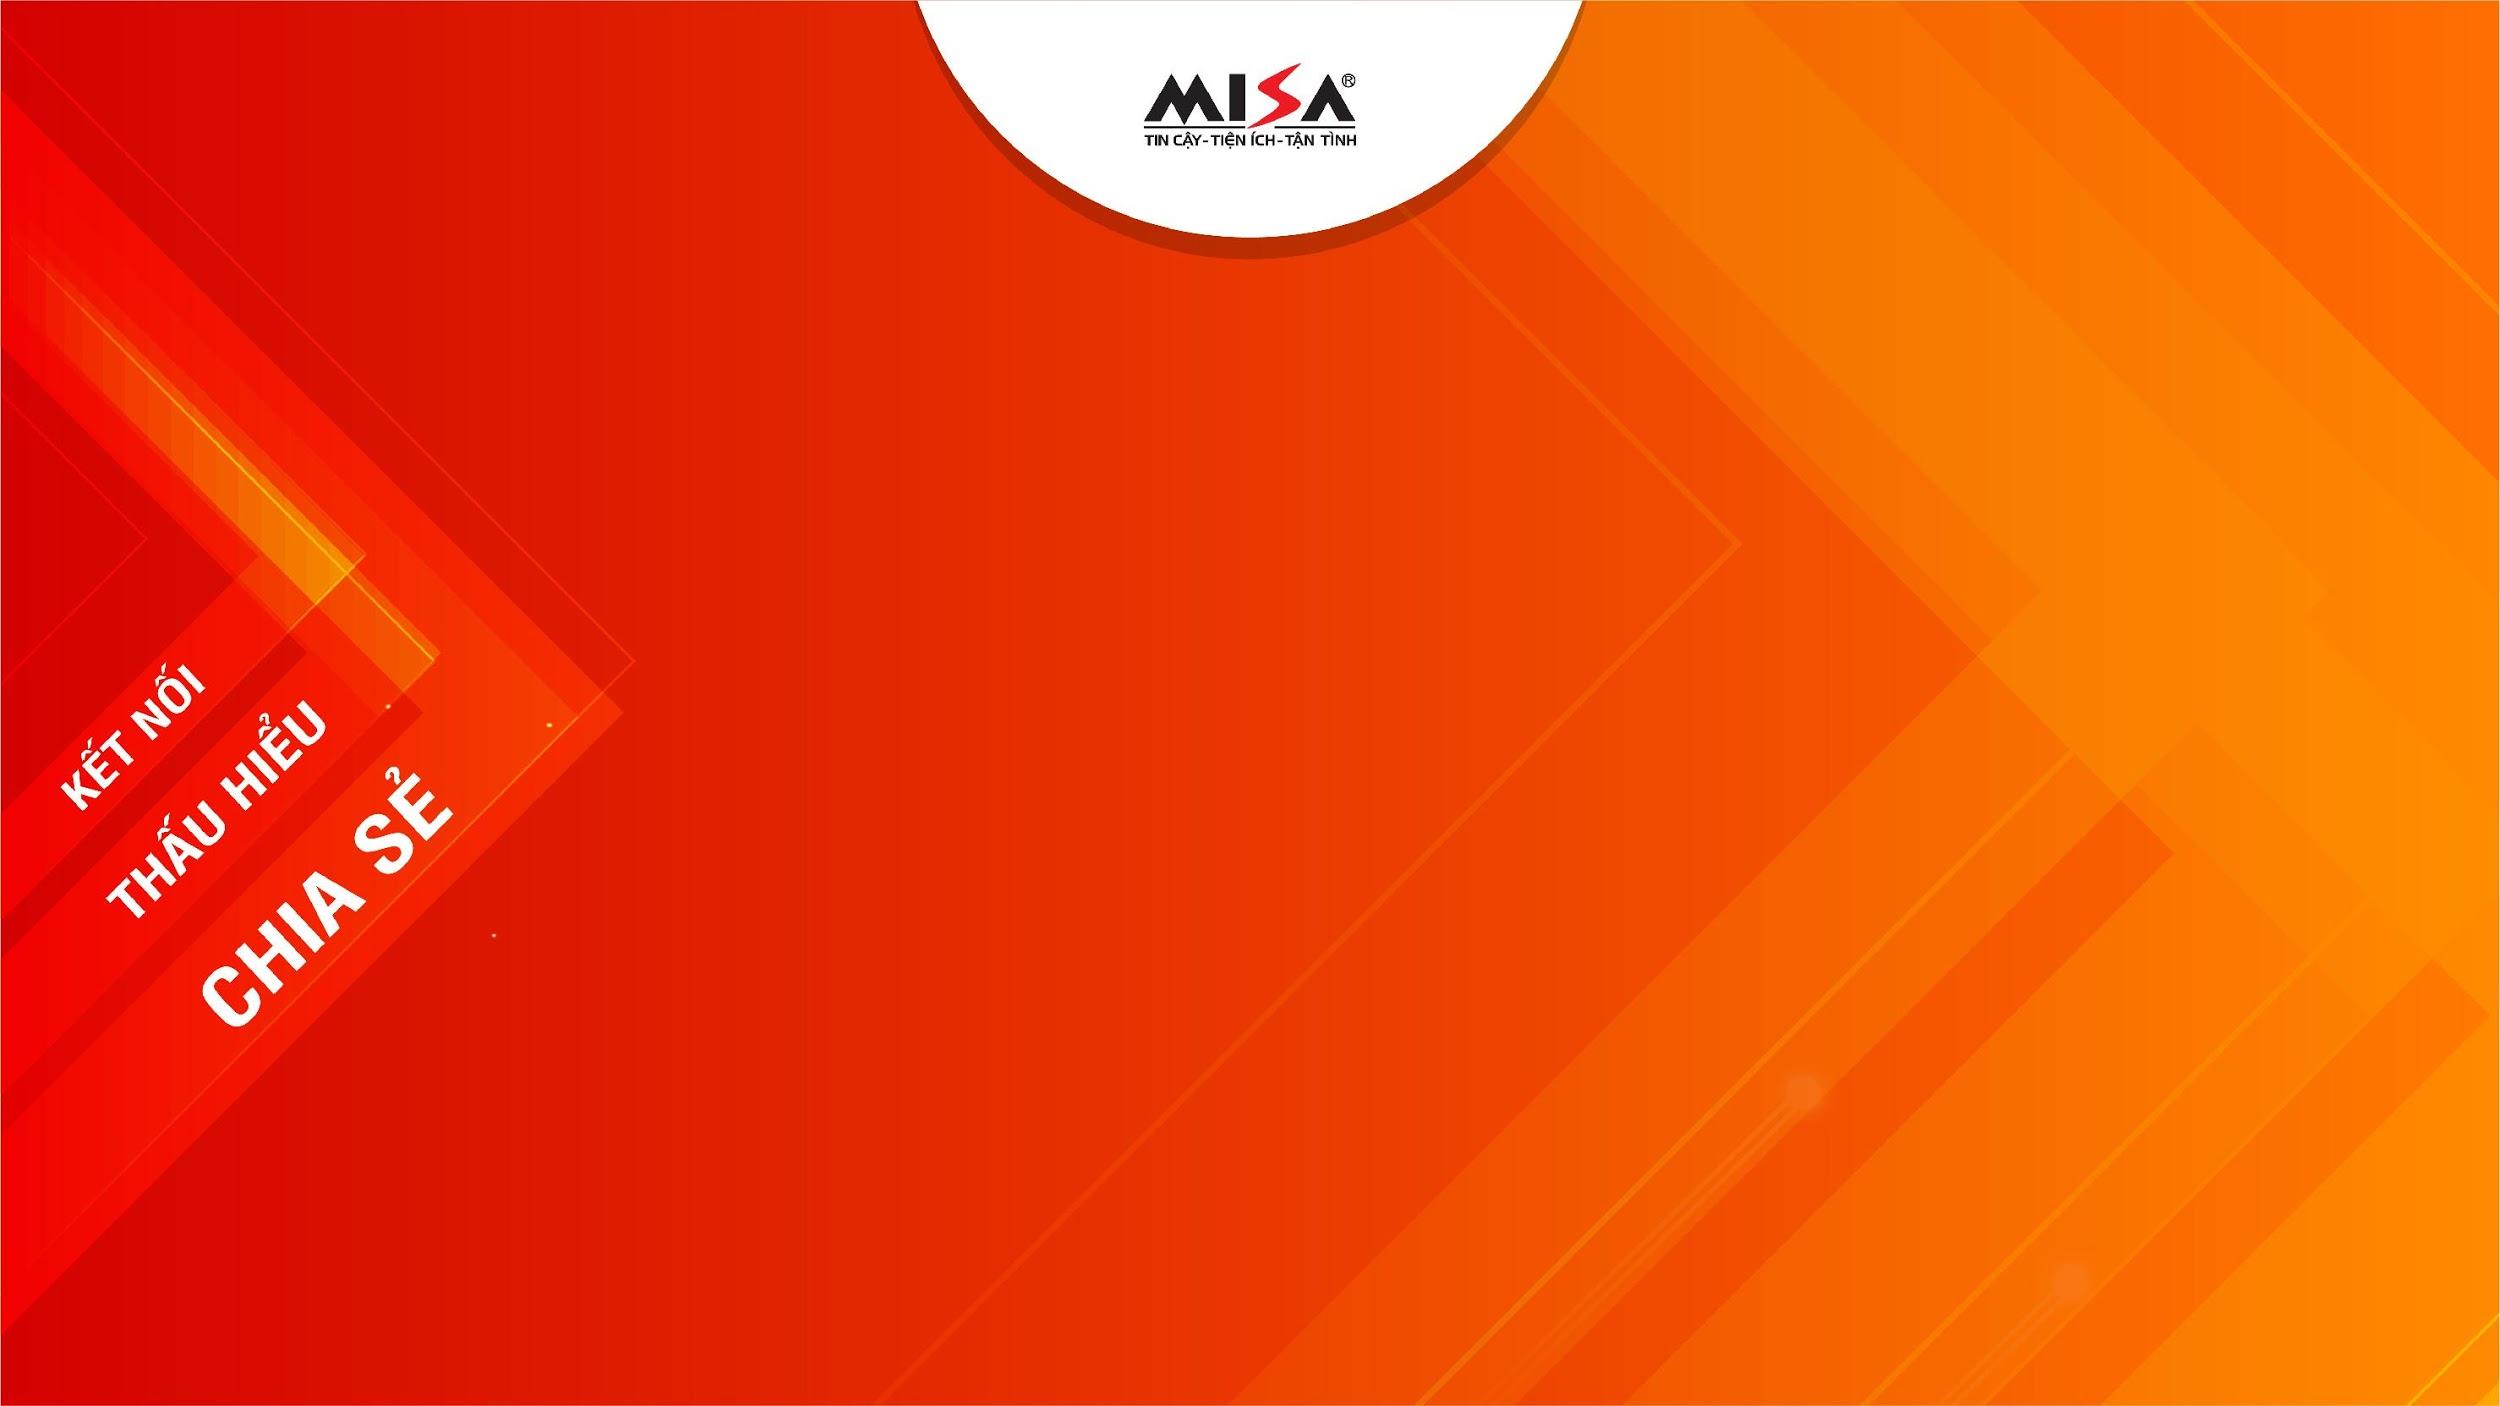 MISA®
TIN CẬY-TIỆN ÍCH-TẬN TÌNH
KẾT NỐI
THẤU HIỂU
CHIA SẺ